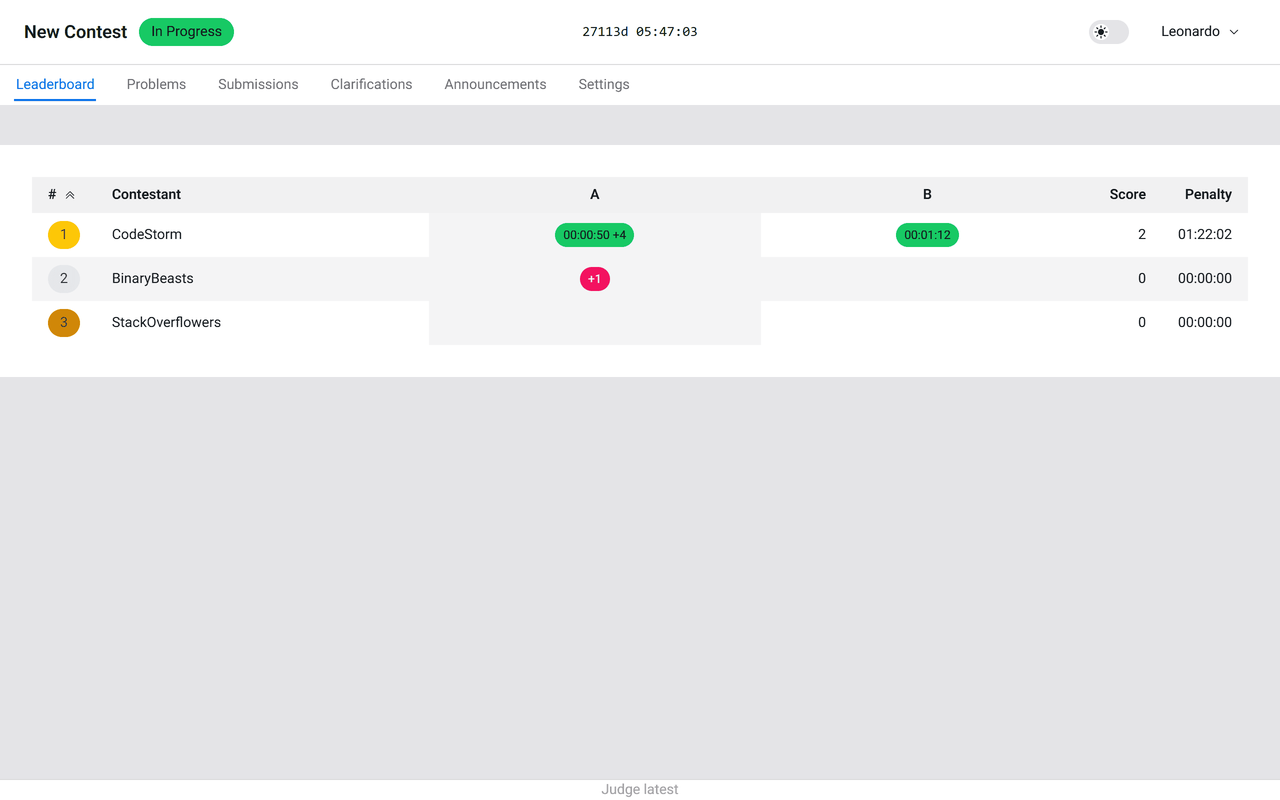 New Contest In Progress 27113d 05:47:03 Leonardo
Leaderboard Problems Submissions Clarifications Announcements Settings
# Contestant A B Score Penalty
1 CodeStorm 00:00:50 +4 00:01:12 2 01:22:02
2 BinaryBeasts +1 0 00:00:00
3 StackOverflowers 0 00:00:00
Judge latest